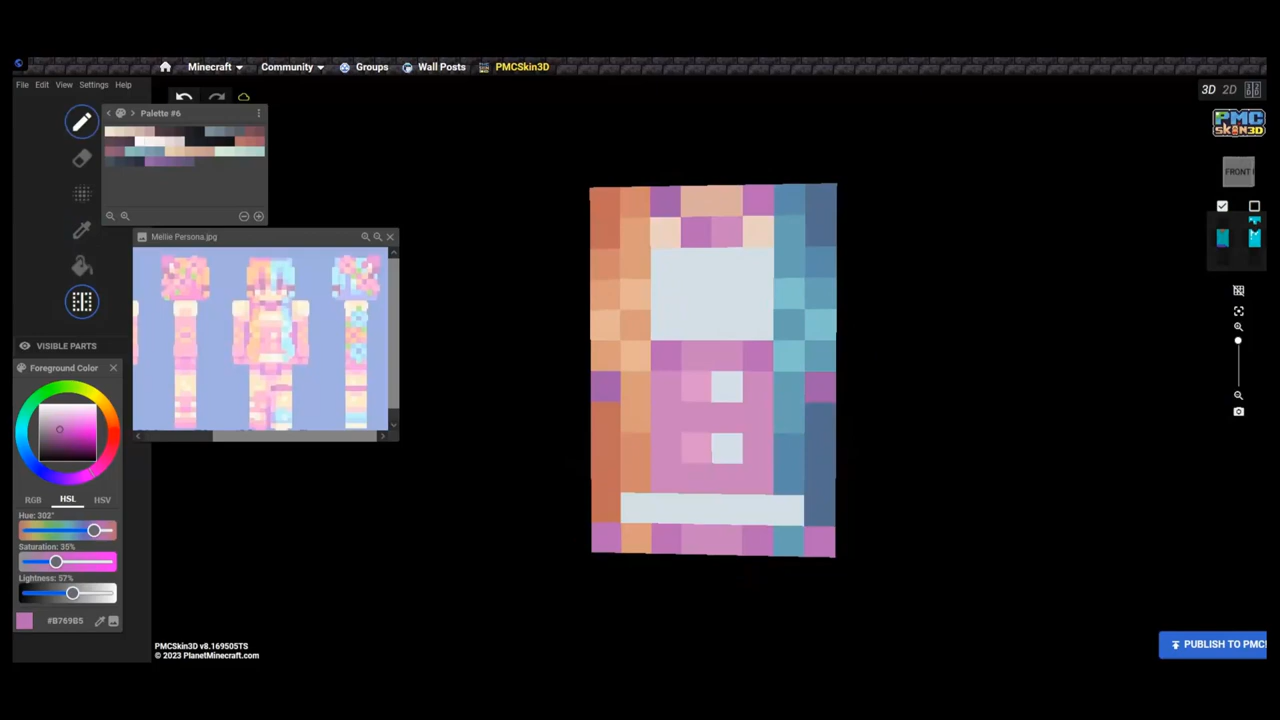 Minecraft Community Groups Wall Posts PMCSkin3D
File Edit View Settings Help
3D 2D
Palette #6
PMC
SKIN3D
FRONT
Mellie Persona.jpg
VISIBLE PARTS
Foreground Color
RGB HSL HSV
Hue: 302°
Saturation: 35%
Lightness: 57%
#B769B5
PMCSkin3D v8.169505TS
© 2023 PlanetMinecraft.com
PUBLISH TO PMC!